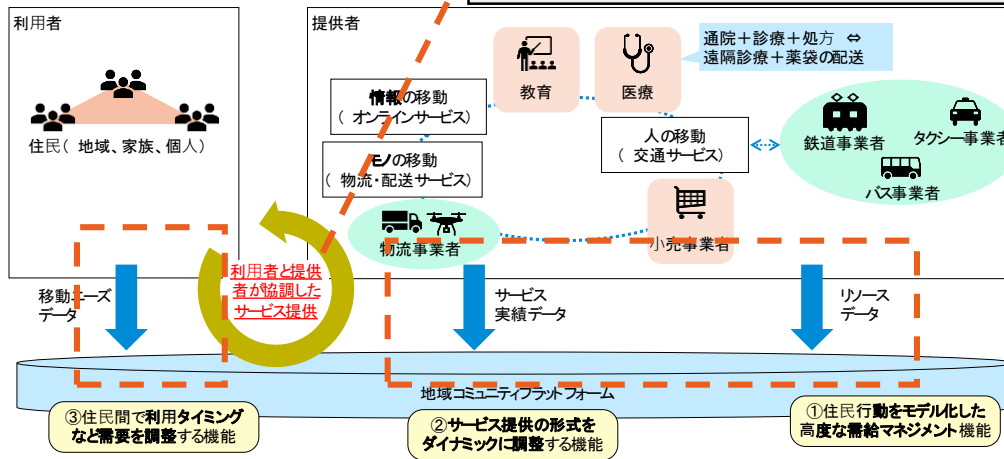 利用者
住民( 地域、家族、個人)
提供者
教育
医療
通院＋診療＋処方 ⇔
遠隔診療＋薬袋の配送
情報の移動
( オンラインサービス)
モノの移動
( 物流・配送サービス)
人の移動
( 交通サービス)
鉄道事業者
タクシー事業者
バス事業者
物流事業者
小売事業者
利用者と提供
者が協調した
サービス提供
移動ニーズ
データ
サービス
実績データ
リソース
データ
地域コミュニティプラットフォーム
③住民間で利用タイミング
など需要を調整する機能
②サービス提供の形式を
ダイナミックに調整する機能
①住民行動をモデル化した
高度な需給マネジメント機能